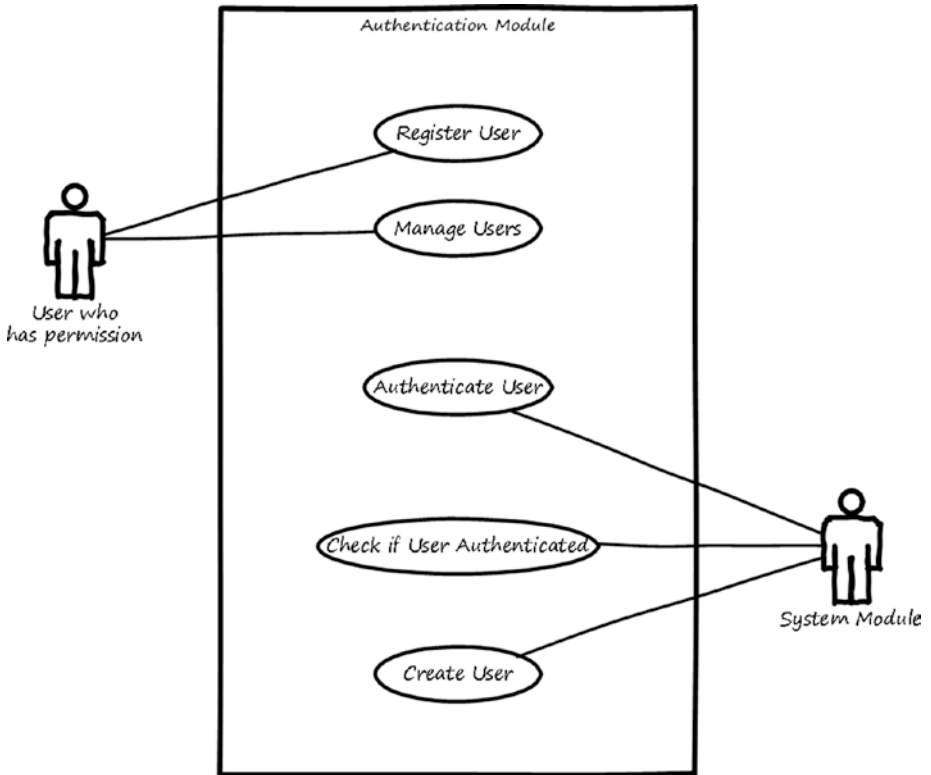 Authentication Module
Register User
Manage Users
User who
has permission
Authenticate User
Check if User Authenticated
System Module
Create User